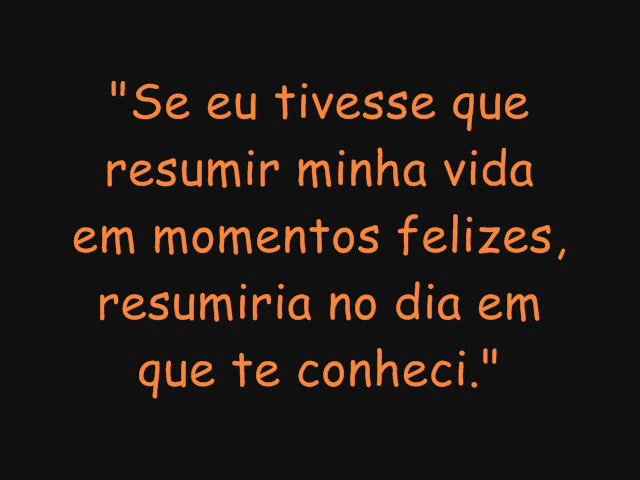 "Se eu tivesse que
resumir minha vida
em momentos felizes,
resumiria no dia em
que te conheci."